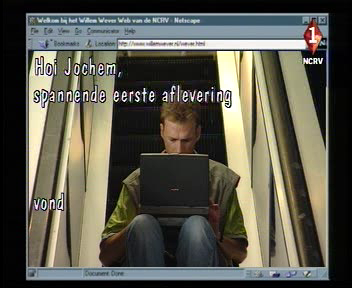 Welkom bij het Willem Wever Web van de NCRV - Netscape
File Edit View Go Communicator Help
Bookmarks Location: http://www.willemwever.nl/wever.html
1
NCRV
Hoi Jochem,
spannende eerste aflevering
vond
Document: Done